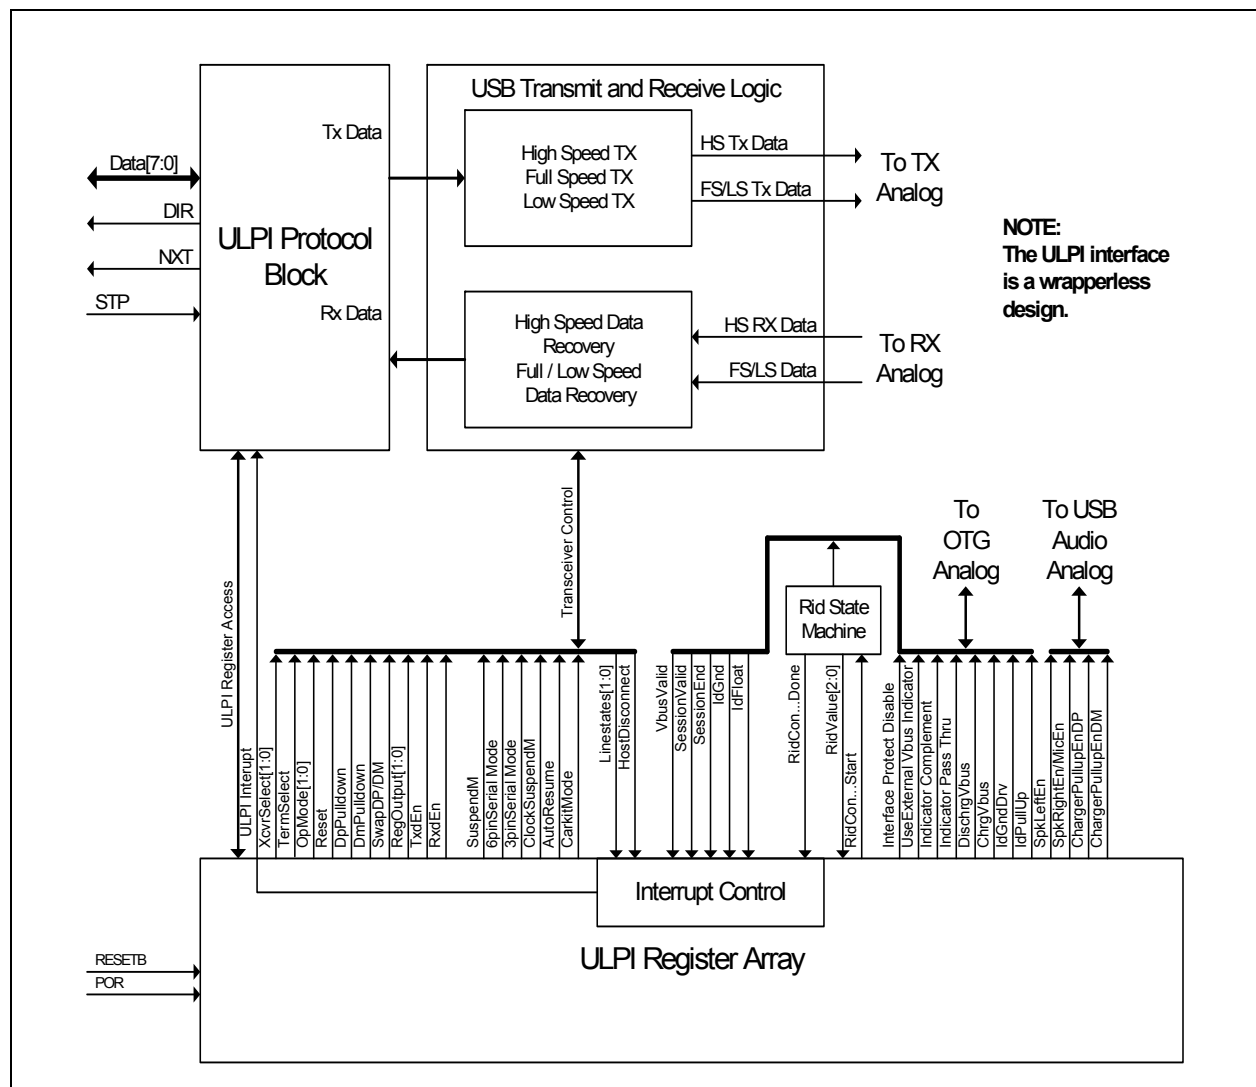 USB Transmit and Receive Logic
Tx Data
High Speed TX
Full Speed TX
Low Speed TX
HS Tx Data
FS/LS Tx Data
To TX
Analog
Data[7:0]
DIR
NXT
STP
ULPI Protocol
Block
Rx Data
High Speed Data
Recovery
Full / Low Speed
Data Recovery
HS RX Data
FS/LS Data
To RX
Analog
NOTE:
The ULPI interface
is a wrapperless
design.
ULPI Register Access
ULPI Interupt
Transceiver Control
To
OTG
Analog
To USB
Audio
Analog
Rid State
Machine
XcvrSelect[1:0]
TermSelect
OpMode[1:0]
Reset
DpPulldown
DmPulldown
SwapDP/DM
RegOutput[1:0]
TxdEn
RxdEn
SuspendM
6pinSerial Mode
3pinSerial Mode
ClockSuspendM
AutoResume
CarkitMode
Linestates[1:0]
HostDisconnect
VbusValid
SessionValid
SessionEnd
IdGnd
IdFloat
RidCon...Done
RidValue[2:0]
RidCon...Start
Interface Protect Disable
UseExternal Vbus Indicator
Indicator Complement
Indicator Pass Thru
DischrgVbus
ChrgVbus
IdGndDrv
IdPullUp
SpkLeftEn
SpkRightEn/MicEn
ChargerPullupEnDP
ChargerPullupEnDM
Interrupt Control
ULPI Register Array
RESETB
POR